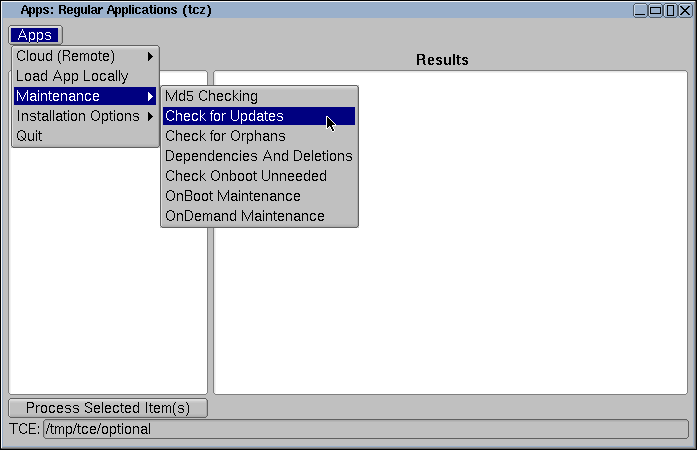 Apps: Regular Applications (tcz)
Apps
Results
Cloud (Remote)
Load App Locally
Maintenance
Installation Options
Quit
Md5 Checking
Check for Updates
Check for Orphans
Dependencies And Deletions
Check Onboot Unneeded
OnBoot Maintenance
OnDemand Maintenance
Process Selected Item(s)
TCE: /tmp/tce/optional